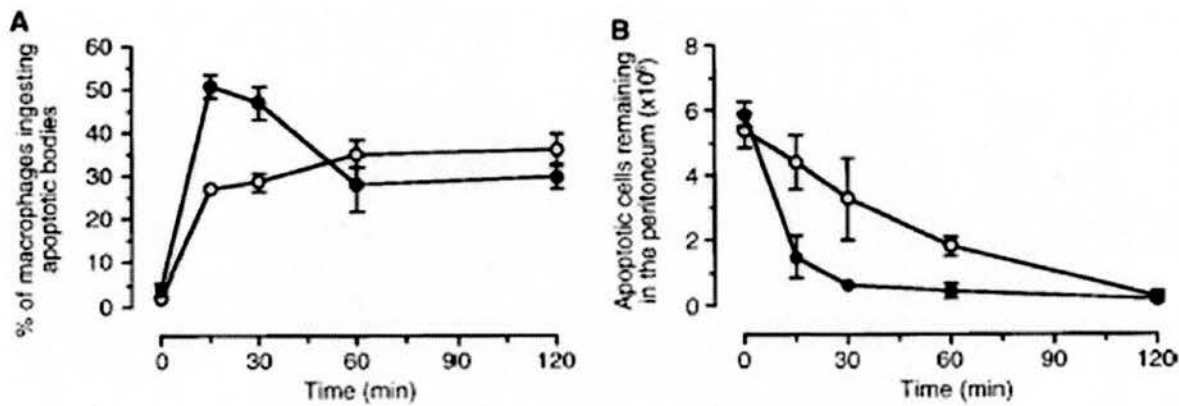 A
% of macrophages ingesting
apoptotic bodies
60
50
40
30
20
10
0
0
30
60
90
120
Time (min)
B
Apoptotic cells remaining
in the peritoneum (x10⁶)
8
6
4
2
0
0
30
60
90
120
Time (min)